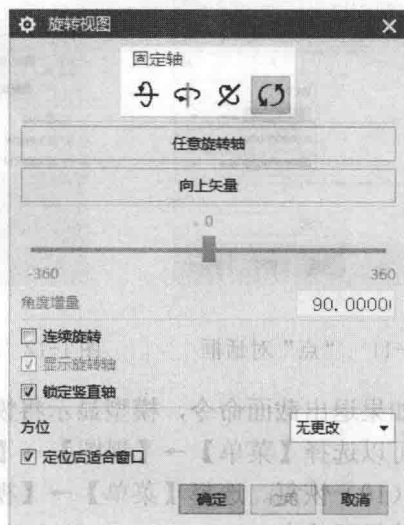 旋转视图
固定轴
任意旋转轴
向上矢量
0
-360 360
角度增量 90.0000
连续旋转
显示旋转轴
锁定竖直轴
方位 无更改
定位后适合窗口
确定 取消